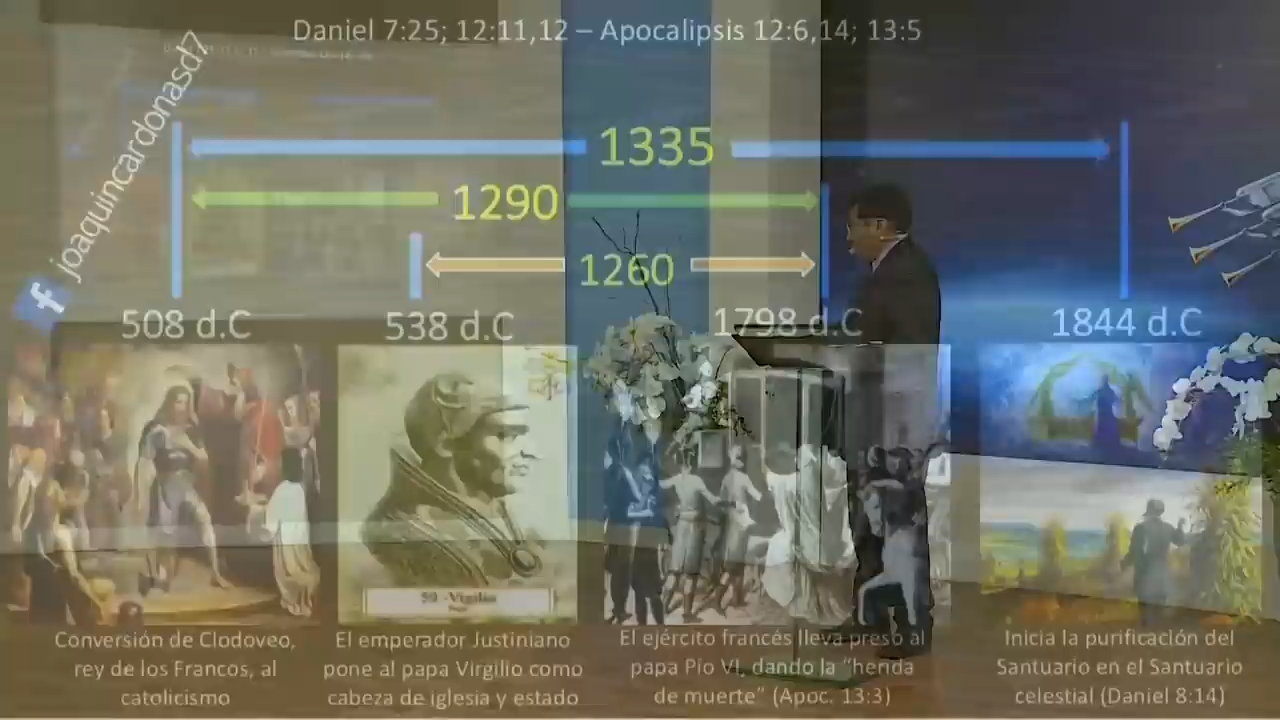 Daniel 7:25; 12:11,12 – Apocalipsis 12:6,14; 13:5
joaquincardonasd7
1335
1290
1260
508 d.C
538 d.C
1798 d.C
1844 d.C
59 - Vigilio
Conversión de Clodoveo,
rey de los Francos, al
catolicismo
El emperador Justiniano
pone al papa Virgilio como
cabeza de iglesia y estado
El ejército francés lleva preso al
papa Pío VI, dando la “herida
de muerte” (Apoc. 13:3)
Inicia la purificación del
Santuario en el Santuario
celestial (Daniel 8:14)